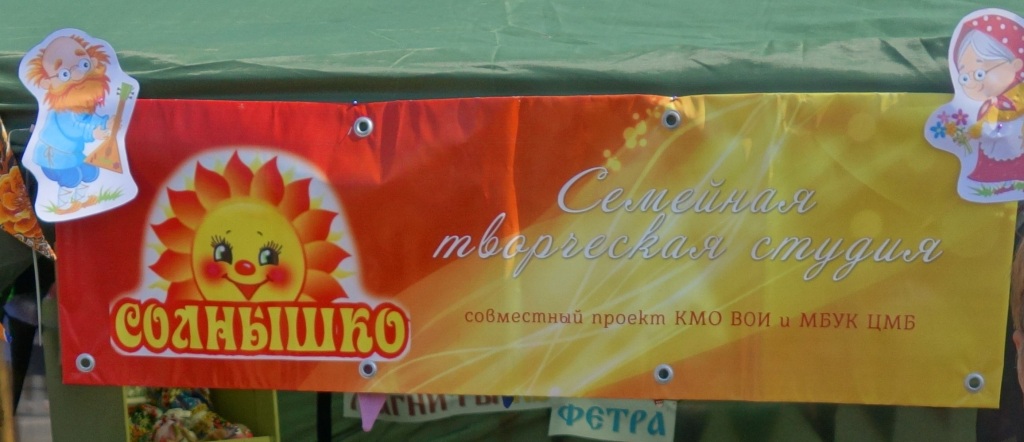 СОЛНЫШКО
Семейная
творческая студия
совместный проект КМО ВОИ и МБУК ЦМБ
ФЕТРА